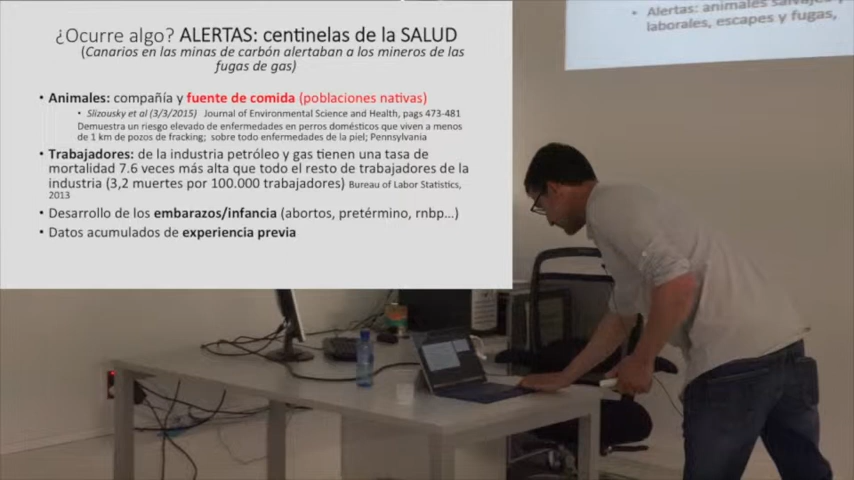 ¿Ocurre algo? ALERTAS: centinelas de la SALUD
(Canarios en las minas de carbón alertaban a los mineros de las
fugas de gas)
• Animales: compañía y fuente de comida (poblaciones nativas)
• Slizousky et al (3/3/2015) Journal of Environmental Science and Health, pags 473-481
Demuestra un riesgo elevado de enfermedades en perros domésticos que viven a menos
de 1 km de pozos de fracking; sobre todo enfermedades de la piel; Pennsylvania
• Trabajadores: de la industria petróleo y gas tienen una tasa de
mortalidad 7.6 veces más alta que todo el resto de trabajadores de la
industria (3,2 muertes por 100.000 trabajadores) Bureau of Labor Statistics,
2013
• Desarrollo de los embarazos/infancia (abortos, pretérmino, rnbp...)
• Datos acumulados de experiencia previa
• Alertas: animales salvajes y
laborales, escapes y fugas,